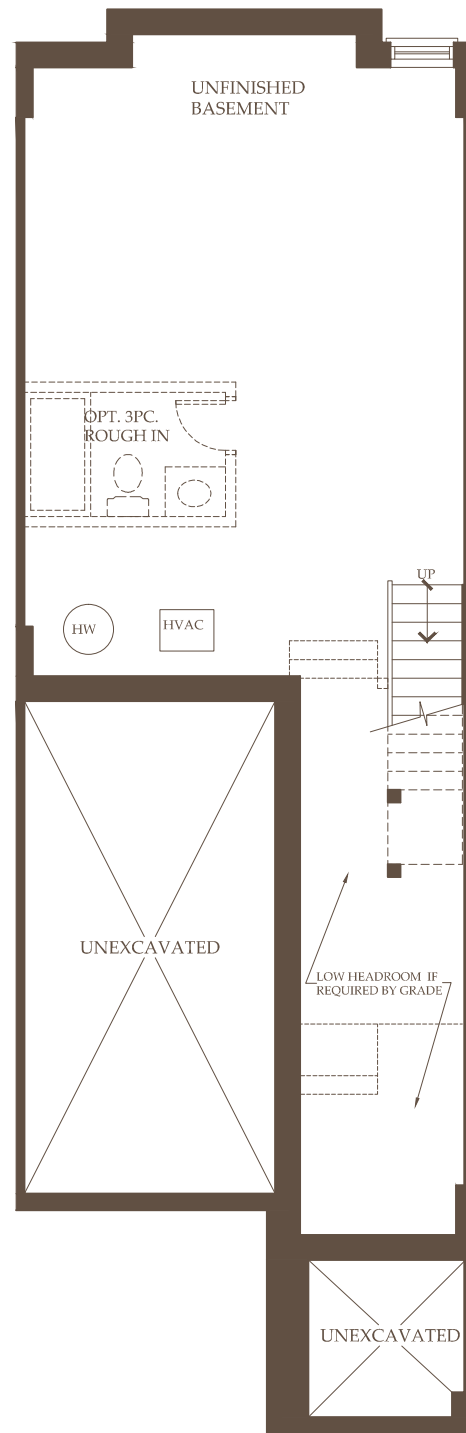 UNFINISHED
BASEMENT
OPT. 3PC.
ROUGH IN
UP
HW
HVAC
UNEXCAVATED
LOW HEADROOM IF
REQUIRED BY GRADE
UNEXCAVATED